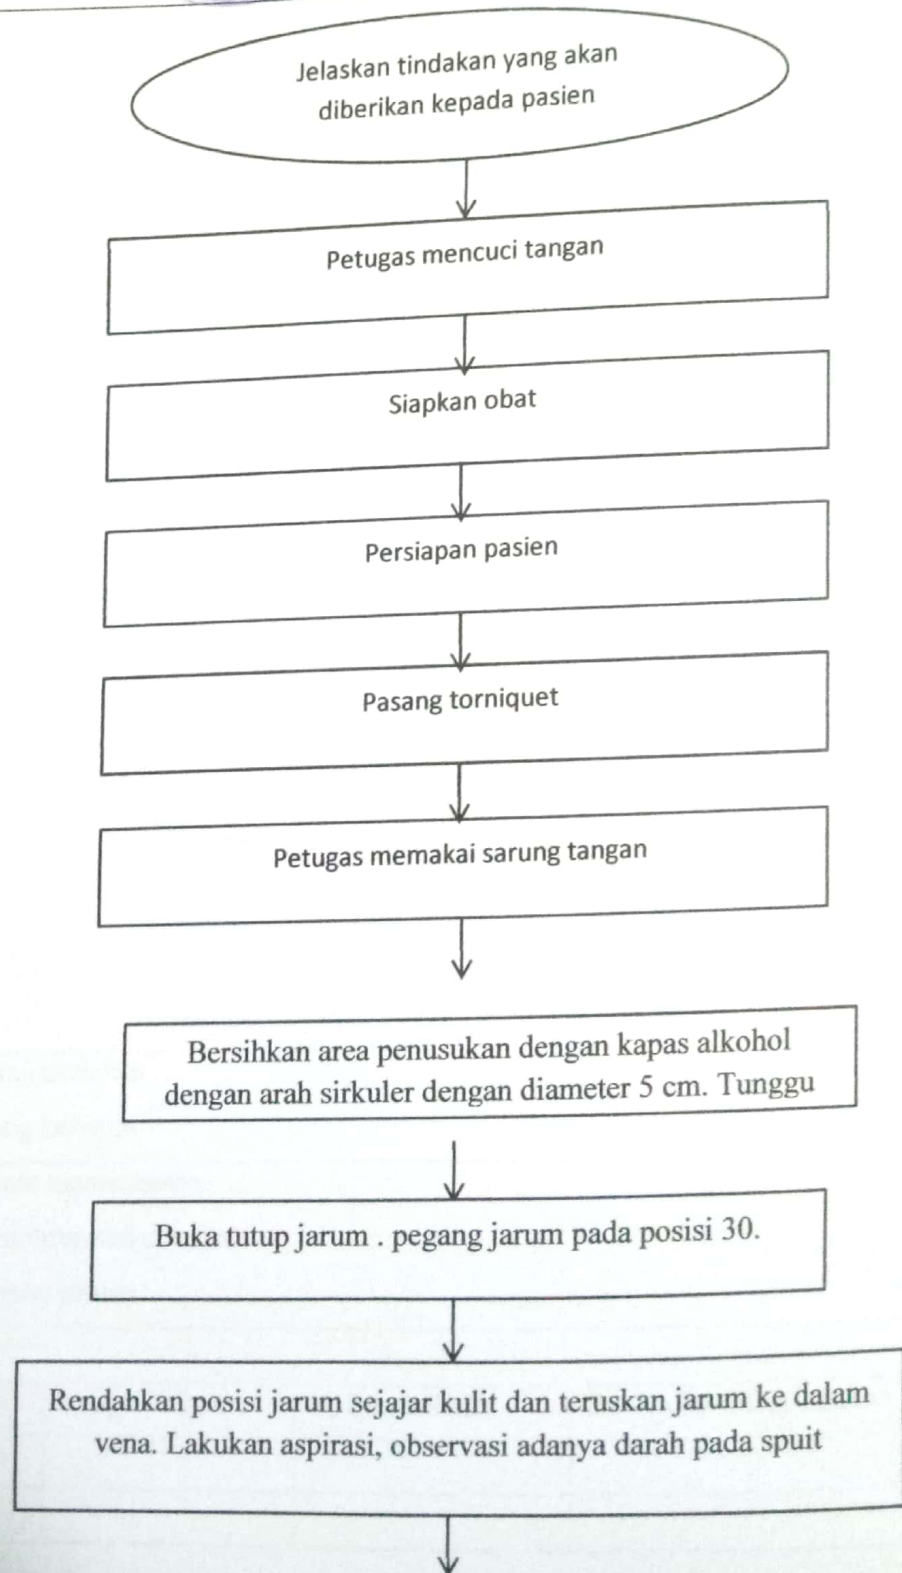 Jelaskan tindakan yang akan
diberikan kepada pasien
Petugas mencuci tangan
Siapkan obat
Persiapan pasien
Pasang torniquet
Petugas memakai sarung tangan
Bersihkan area penusukan dengan kapas alkohol
dengan arah sirkuler dengan diameter 5 cm. Tunggu
Buka tutup jarum . pegang jarum pada posisi 30.
Rendahkan posisi jarum sejajar kulit dan teruskan jarum ke dalam
vena. Lakukan aspirasi, observasi adanya darah pada spuit